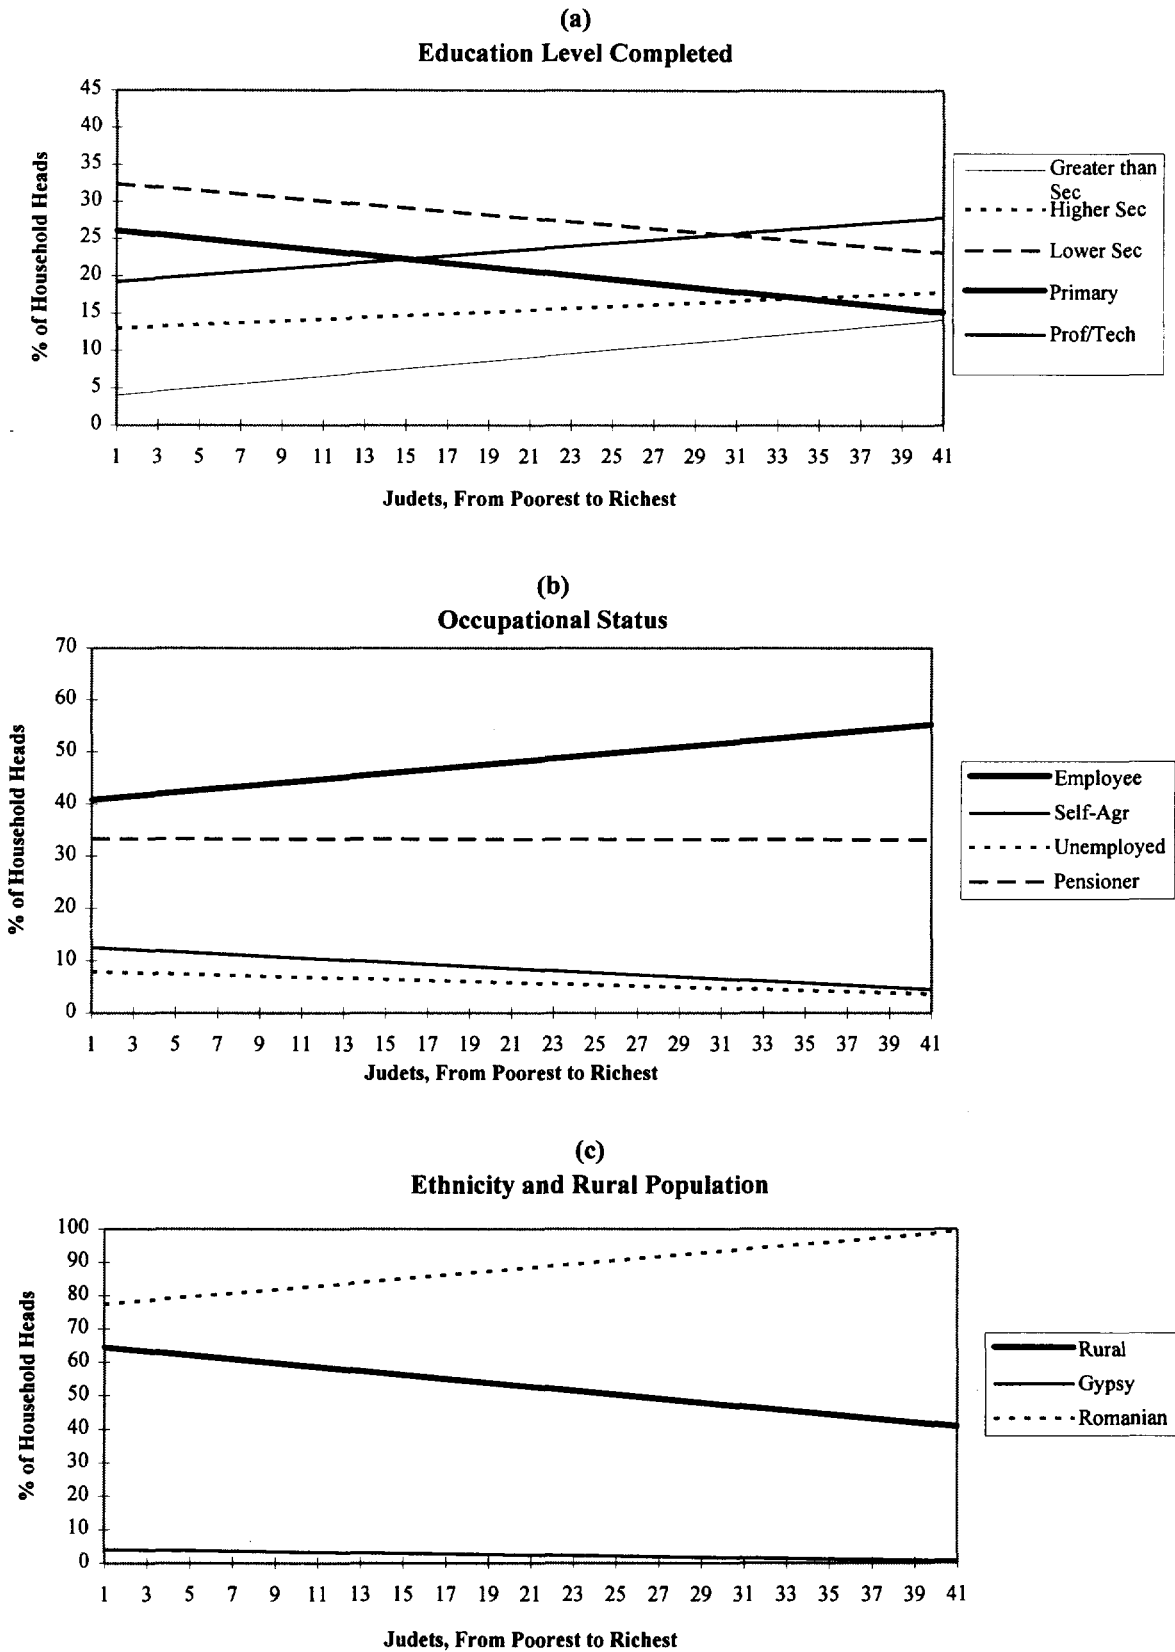 (a)
Education Level Completed
% of Household Heads
45
40
35
30
25
20
15
10
5
0
1 3 5 7 9 11 13 15 17 19 21 23 25 27 29 31 33 35 37 39 41
Judets, From Poorest to Richest
Greater than
Sec
Higher Sec
Lower Sec
Primary
Prof/Tech
(b)
Occupational Status
% of Household Heads
70
60
50
40
30
20
10
0
1 3 5 7 9 11 13 15 17 19 21 23 25 27 29 31 33 35 37 39 41
Judets, From Poorest to Richest
Employee
Self-Agr
Unemployed
Pensioner
(c)
Ethnicity and Rural Population
% of Household Heads
100
90
80
70
60
50
40
30
20
10
0
1 3 5 7 9 11 13 15 17 19 21 23 25 27 29 31 33 35 37 39 41
Judets, From Poorest to Richest
Rural
Gypsy
Romanian